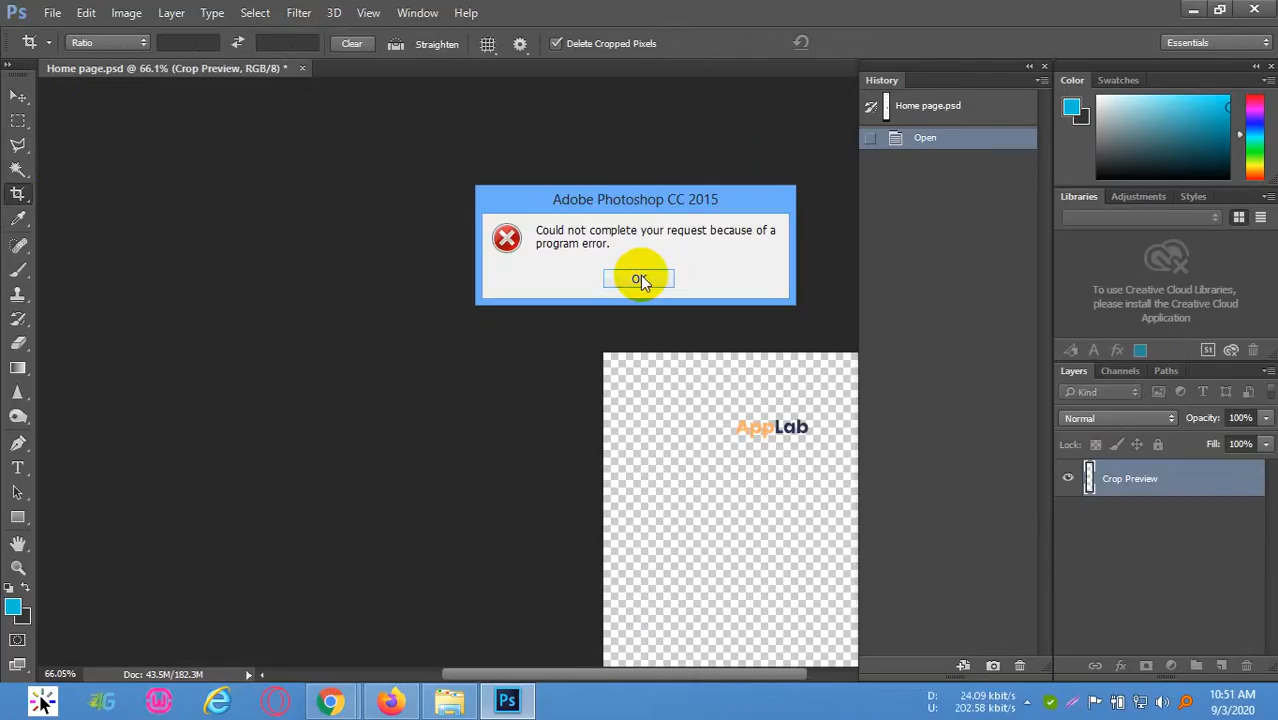 Ps File Edit Image Layer Type Select Filter 3D View Window Help
Ratio Clear Straighten Delete Cropped Pixels Essentials
Home page.psd @ 66.1% (Crop Preview, RGB/8) *
History
Home page.psd
Open
Color Swatches
Libraries Adjustments Styles
To use Creative Cloud Libraries,
please install the Creative Cloud
Application
St
Layers Channels Paths
Kind
Normal Opacity: 100%
Lock: Fill: 100%
Crop Preview
Adobe Photoshop CC 2015
Could not complete your request because of a
program error.
OK
AppLab
66.05% Doc: 43.5M/182.3M
Ps
D: 24.09 kbit/s
U: 202.58 kbit/s
10:51 AM
9/3/2020